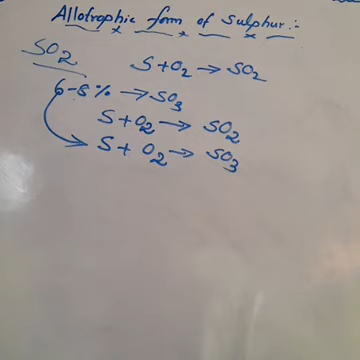 Allotrophic form of Sulphur:-
SO2
S+O2 → SO2
6-8% → SO3
S+O2 → SO2
S+ O2 → SO3